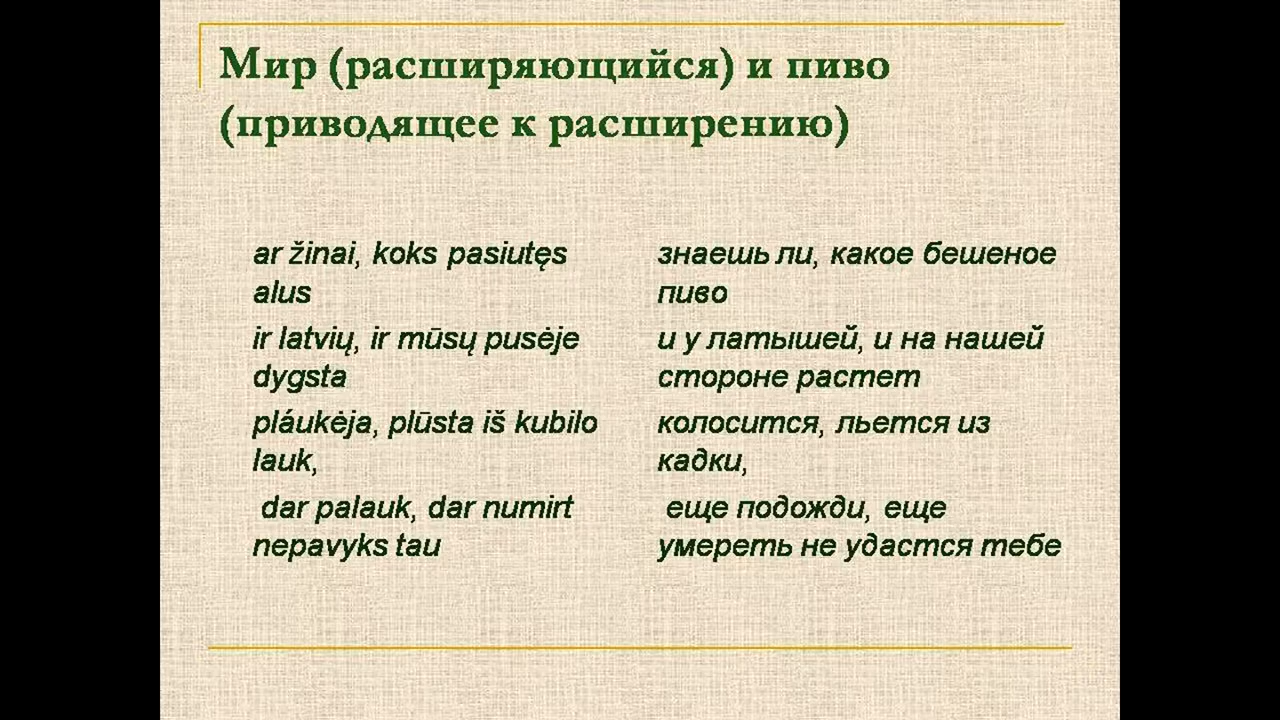 Мир (расширяющийся) и пиво
(приводящее к расширению)
ar žinai, koks pasiutęs
alus
ir latvių, ir mūsų pusėje
dygsta
pláukėja, plūsta iš kubilo
lauk,
dar palauk, dar numirt
nepavyks tau
знаешь ли, какое бешеное
пиво
и у латышей, и на нашей
стороне растет
колосится, льется из
кадки,
еще подожди, еще
умереть не удастся тебе